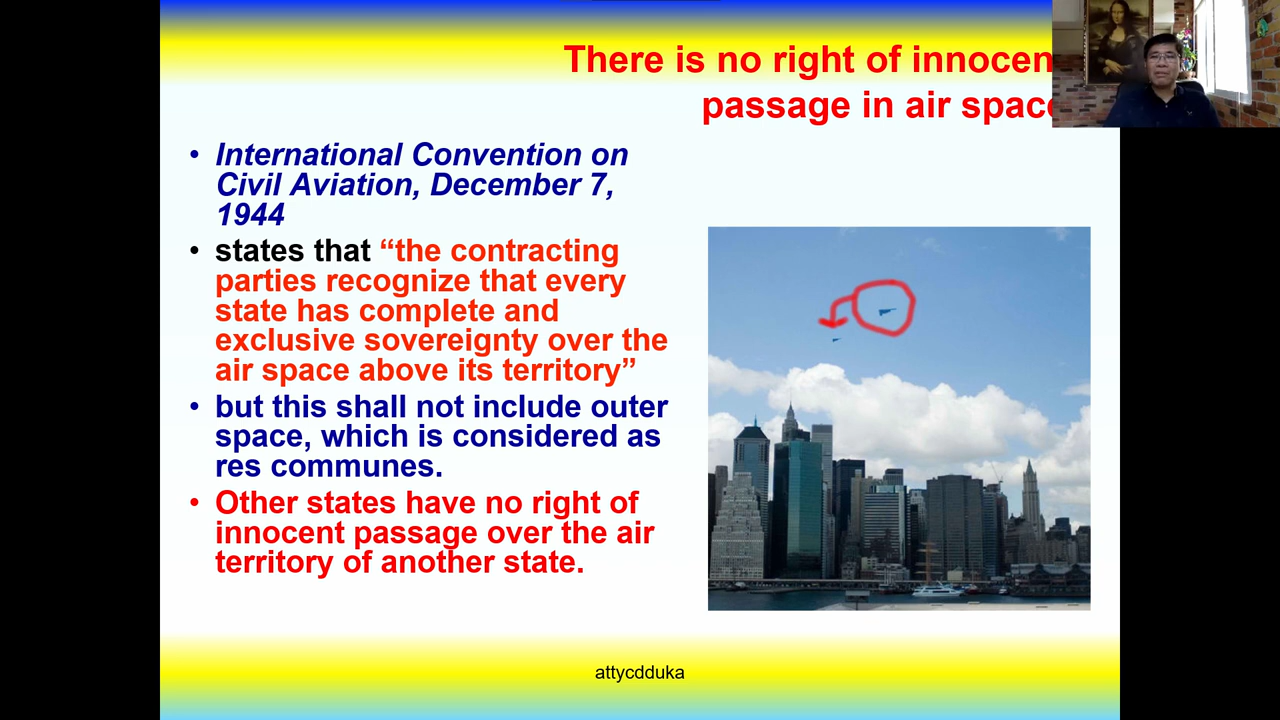 There is no right of innocen
passage in air space
• International Convention on
Civil Aviation, December 7,
1944
• states that “the contracting
parties recognize that every
state has complete and
exclusive sovereignty over the
air space above its territory”
• but this shall not include outer
space, which is considered as
res communes.
• Other states have no right of
innocent passage over the air
territory of another state.
attycdduka